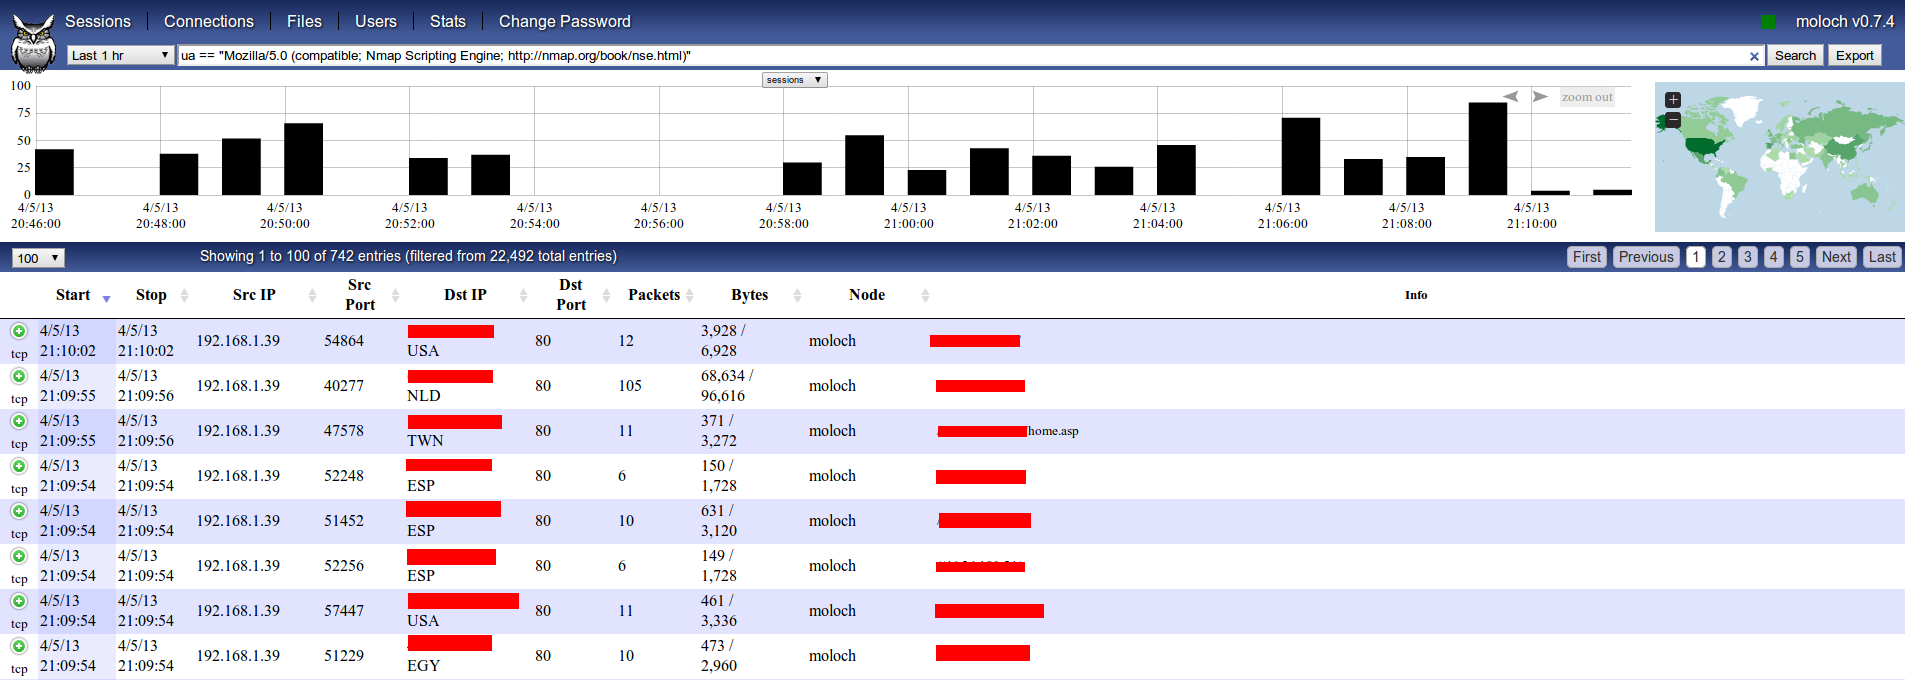 Sessions Connections Files Users Stats Change Password moloch v0.7.4
Last 1 hr ua == "Mozilla/5.0 (compatible; Nmap Scripting Engine; http://nmap.org/book/nse.html)" × Search Export
sessions
zoom out
+
−
100
75
50
25
0
4/5/13 4/5/13 4/5/13 4/5/13 4/5/13 4/5/13 4/5/13 4/5/13 4/5/13 4/5/13 4/5/13 4/5/13 4/5/13
20:46:00 20:48:00 20:50:00 20:52:00 20:54:00 20:56:00 20:58:00 21:00:00 21:02:00 21:04:00 21:06:00 21:08:00 21:10:00
100 Showing 1 to 100 of 742 entries (filtered from 22,492 total entries) First Previous 1 2 3 4 5 Next Last
Start Stop Src IP Src Port Dst IP Dst Port Packets Bytes Node Info
tcp 4/5/13 21:10:02 4/5/13 21:10:02 192.168.1.39 54864 USA 80 12 3,928 / 6,928 moloch
tcp 4/5/13 21:09:55 4/5/13 21:09:56 192.168.1.39 40277 NLD 80 105 68,634 / 96,616 moloch
tcp 4/5/13 21:09:55 4/5/13 21:09:56 192.168.1.39 47578 TWN 80 11 371 / 3,272 moloch home.asp
tcp 4/5/13 21:09:54 4/5/13 21:09:54 192.168.1.39 52248 ESP 80 6 150 / 1,728 moloch
tcp 4/5/13 21:09:54 4/5/13 21:09:54 192.168.1.39 51452 ESP 80 10 631 / 3,120 moloch
tcp 4/5/13 21:09:54 4/5/13 21:09:54 192.168.1.39 52256 ESP 80 6 149 / 1,728 moloch
tcp 4/5/13 21:09:54 4/5/13 21:09:54 192.168.1.39 57447 USA 80 11 461 / 3,336 moloch
tcp 4/5/13 21:09:54 4/5/13 21:09:54 192.168.1.39 51229 EGY 80 10 473 / 2,960 moloch